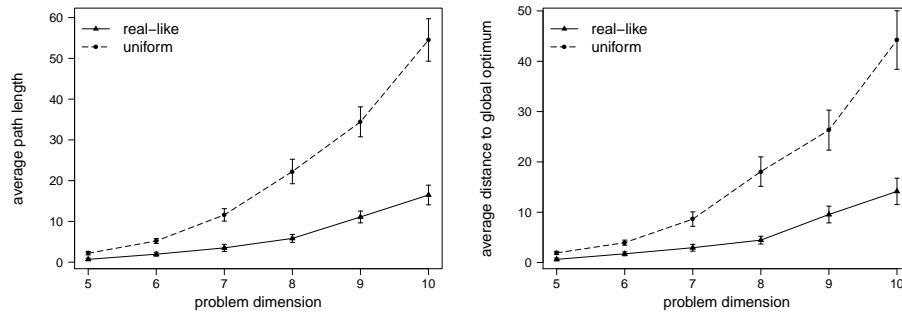 average path length
60
50
40
30
20
10
0
real−like
uniform
5 6 7 8 9 10
problem dimension
average distance to global optimum
50
40
30
20
10
0
real−like
uniform
5 6 7 8 9 10
problem dimension